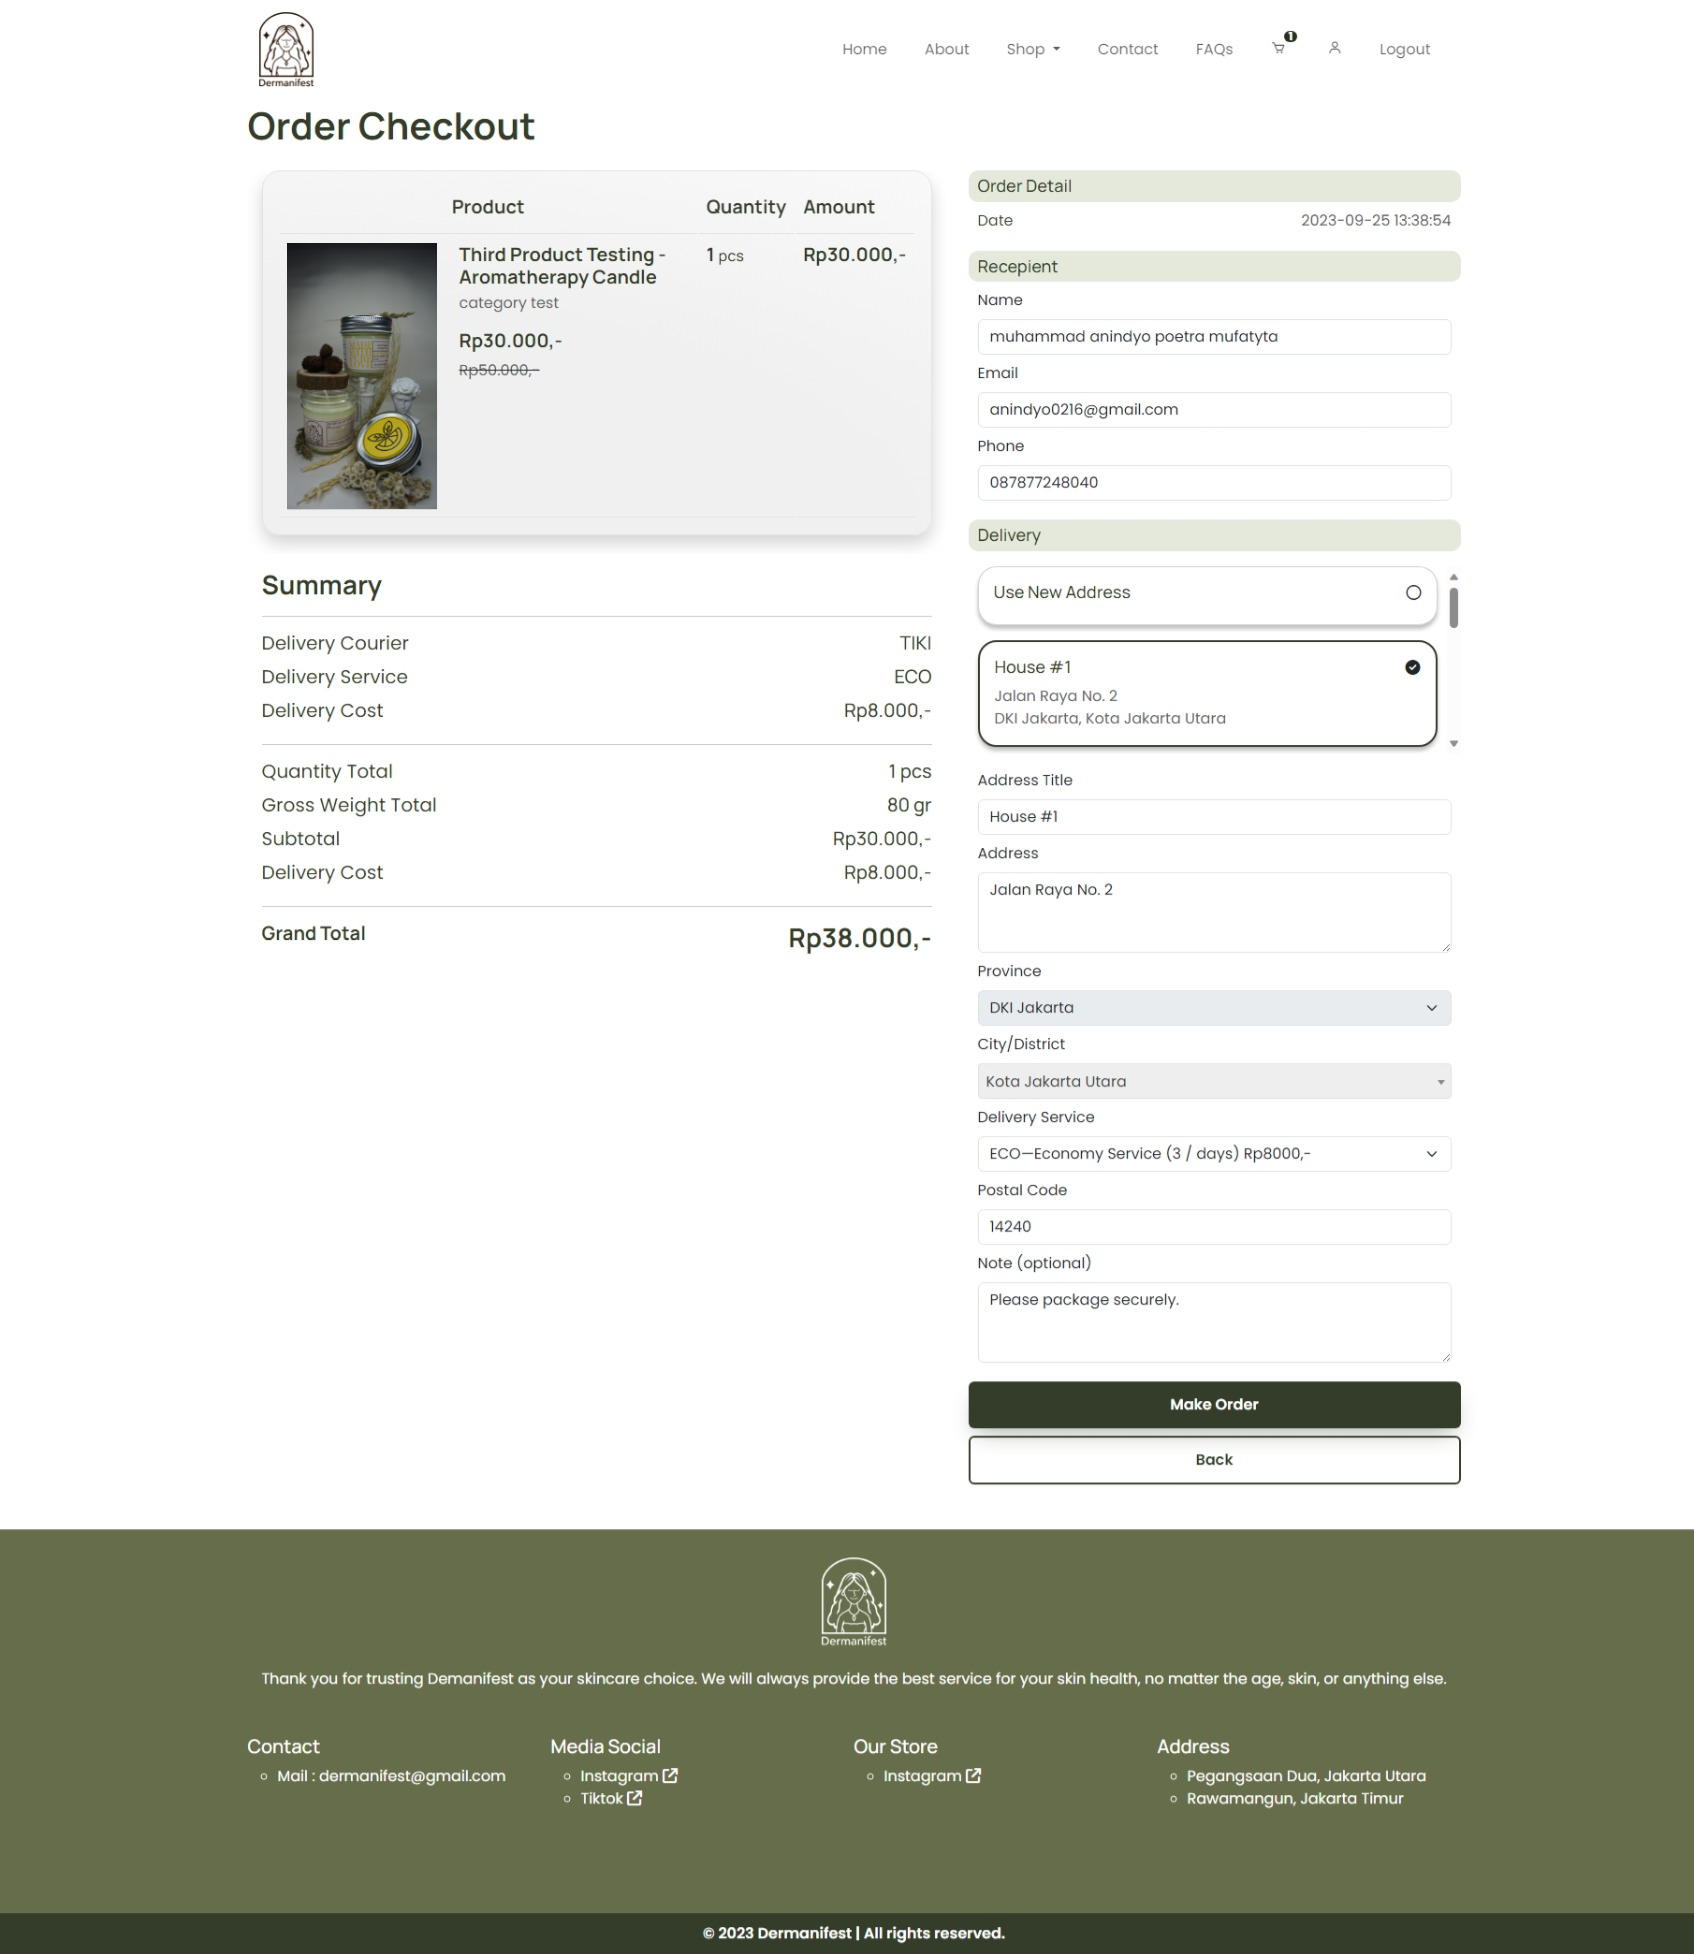 Dermanifest
Home About Shop Contact FAQs 1 Logout
Order Checkout
Product Quantity Amount
Third Product Testing -
Aromatherapy Candle
category test
Rp30.000,-
Rp50.000,-
1 pcs
Rp30.000,-
Summary
Delivery Courier TIKI
Delivery Service ECO
Delivery Cost Rp8.000,-
Quantity Total 1 pcs
Gross Weight Total 80 gr
Subtotal Rp30.000,-
Delivery Cost Rp8.000,-
Grand Total Rp38.000,-
Order Detail
Date 2023-09-25 13:38:54
Recepient
Name
muhammad anindyo poetra mufatyta
Email
anindyo0216@gmail.com
Phone
087877248040
Delivery
Use New Address
House #1
Jalan Raya No. 2
DKI Jakarta, Kota Jakarta Utara
Address Title
House #1
Address
Jalan Raya No. 2
Province
DKI Jakarta
City/District
Kota Jakarta Utara
Delivery Service
ECO—Economy Service (3 / days) Rp8000,-
Postal Code
14240
Note (optional)
Please package securely.
Make Order
Back
Dermanifest
Thank you for trusting Demanifest as your skincare choice. We will always provide the best service for your skin health, no matter the age, skin, or anything else.
Contact
Mail : dermanifest@gmail.com
Media Social
Instagram
Tiktok
Our Store
Instagram
Address
Pegangsaan Dua, Jakarta Utara
Rawamangun, Jakarta Timur
© 2023 Dermanifest | All rights reserved.